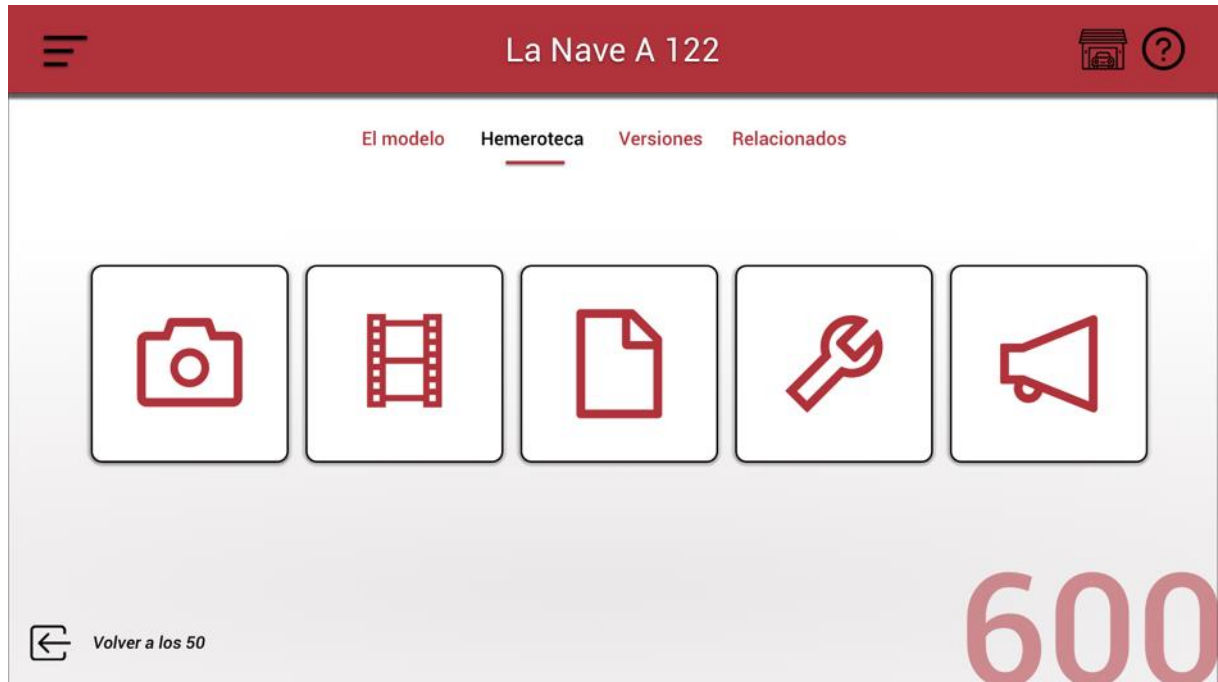 La Nave A 122
?
El modelo Hemeroteca Versiones Relacionados
600
Volver a los 50